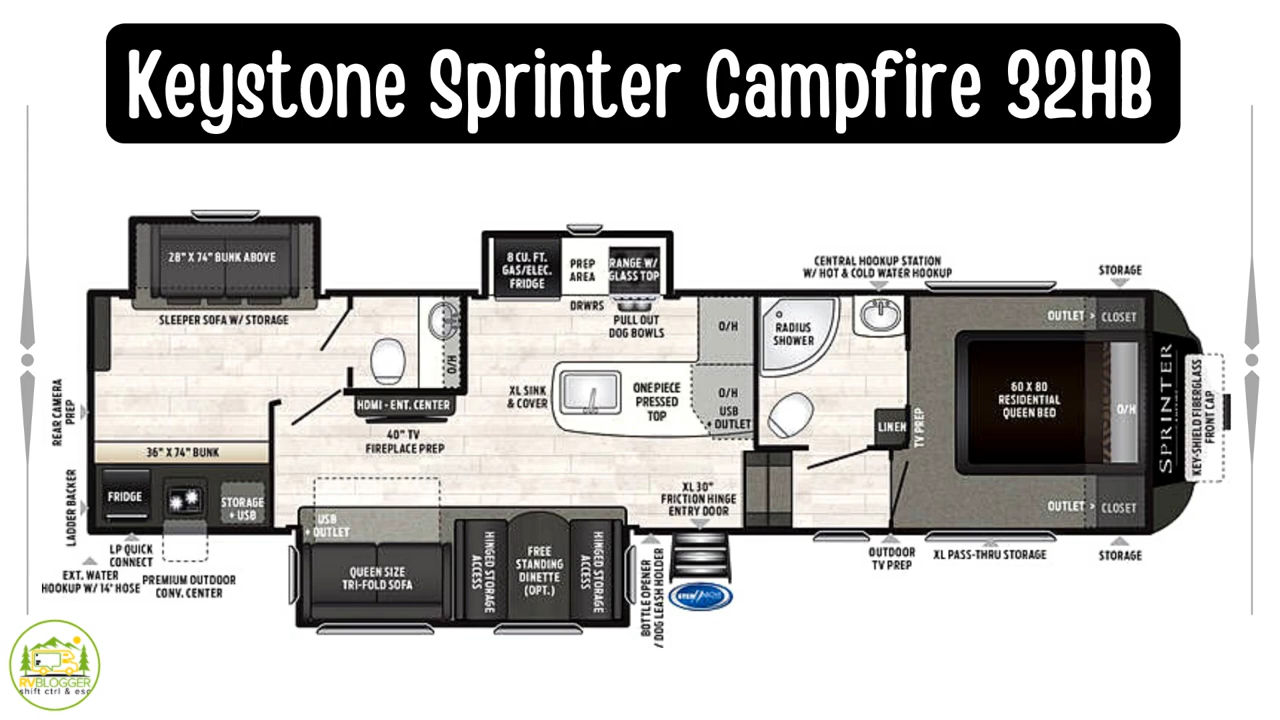 Keystone Sprinter Campfire 32HB
28" X 74" BUNK ABOVE
SLEEPER SOFA W/ STORAGE
8 CU. FT.
GAS/ELEC.
FRIDGE
PREP
AREA
RANGE W/
GLASS TOP
DRWRS
PULL OUT
DOG BOWLS
O/H
O/H
O/H
USB
+ OUTLET
XL SINK
& COVER
ONE PIECE
PRESSED
TOP
HDMI - ENT. CENTER
40" TV
FIREPLACE PREP
CENTRAL HOOKUP STATION
W/ HOT & COLD WATER HOOKUP
RADIUS
SHOWER
LINEN
TV PREP
STORAGE
OUTLET > CLOSET
60 X 80
RESIDENTIAL
QUEEN BED
O/H
SPRINTER
KEY-SHIELD FIBERGLASS
FRONT CAP
OUTLET > CLOSET
STORAGE
XL PASS-THRU STORAGE
OUTDOOR
TV PREP
XL 30"
FRICTION HINGE
ENTRY DOOR
BOTTLE OPENER
/ DOG LEASH HOLDER
REAR CAMERA
PREP
36" X 74" BUNK
LADDER BACKER
FRIDGE
STORAGE
+ USB
LP QUICK
CONNECT
EXT. WATER
HOOKUP W/ 14' HOSE
PREMIUM OUTDOOR
CONV. CENTER
USB
+ OUTLET
QUEEN SIZE
TRI-FOLD SOFA
HINGED STORAGE
ACCESS
FREE
STANDING
DINETTE
(OPT.)
HINGED STORAGE
ACCESS
RVBLOGGER
shift ctrl & esc